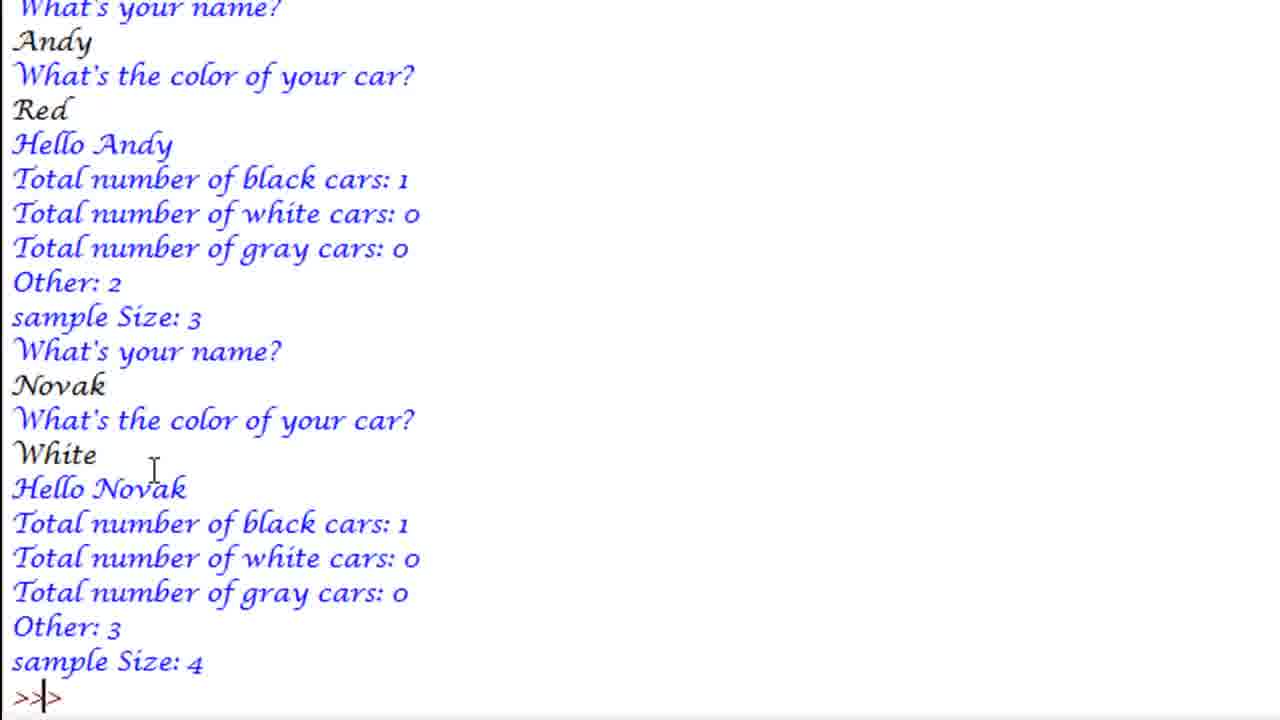 What's your name?
Andy
What's the color of your car?
Red
Hello Andy
Total number of black cars: 1
Total number of white cars: 0
Total number of gray cars: 0
Other: 2
sample Size: 3
What's your name?
Novak
What's the color of your car?
White
Hello Novak
Total number of black cars: 1
Total number of white cars: 0
Total number of gray cars: 0
Other: 3
sample Size: 4
>>>